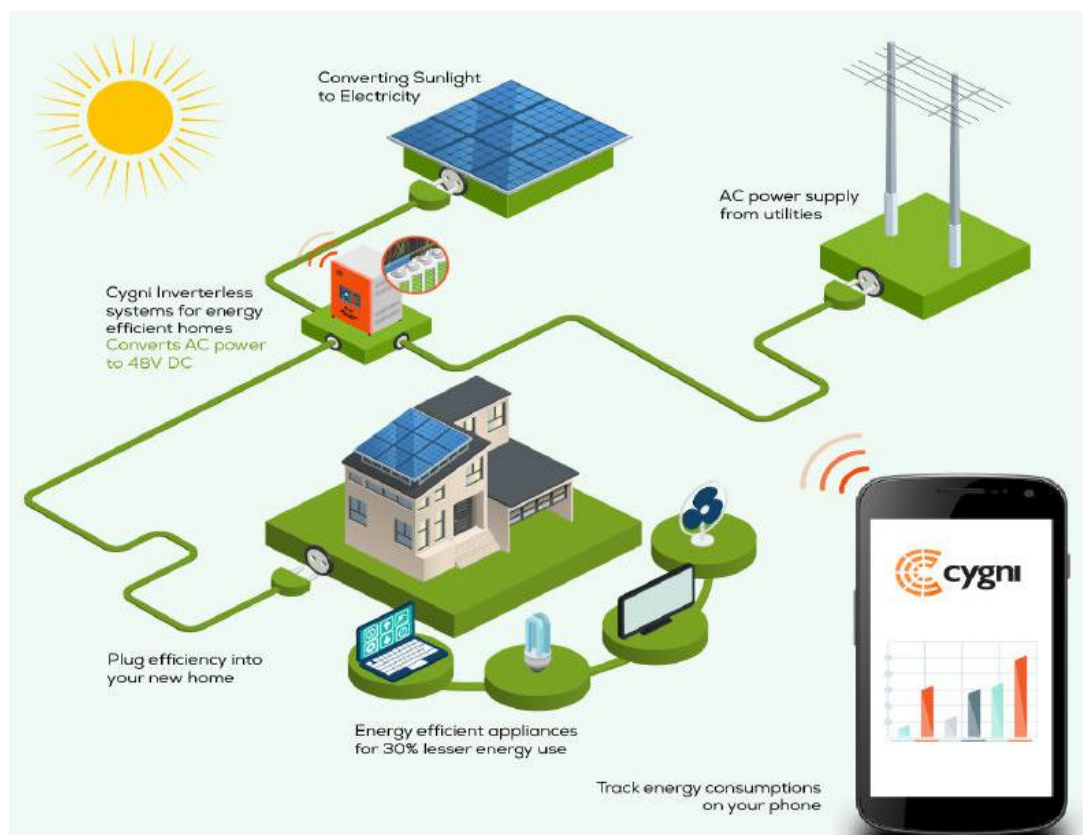 Converting Sunlight
to Electricity
AC power supply
from utilities
Cygni Inverterless
systems for energy
efficient homes
Converts AC power
to 48V DC
cygni
Plug efficiency into
your new home
Energy efficient appliances
for 30% lesser energy use
Track energy consumptions
on your phone